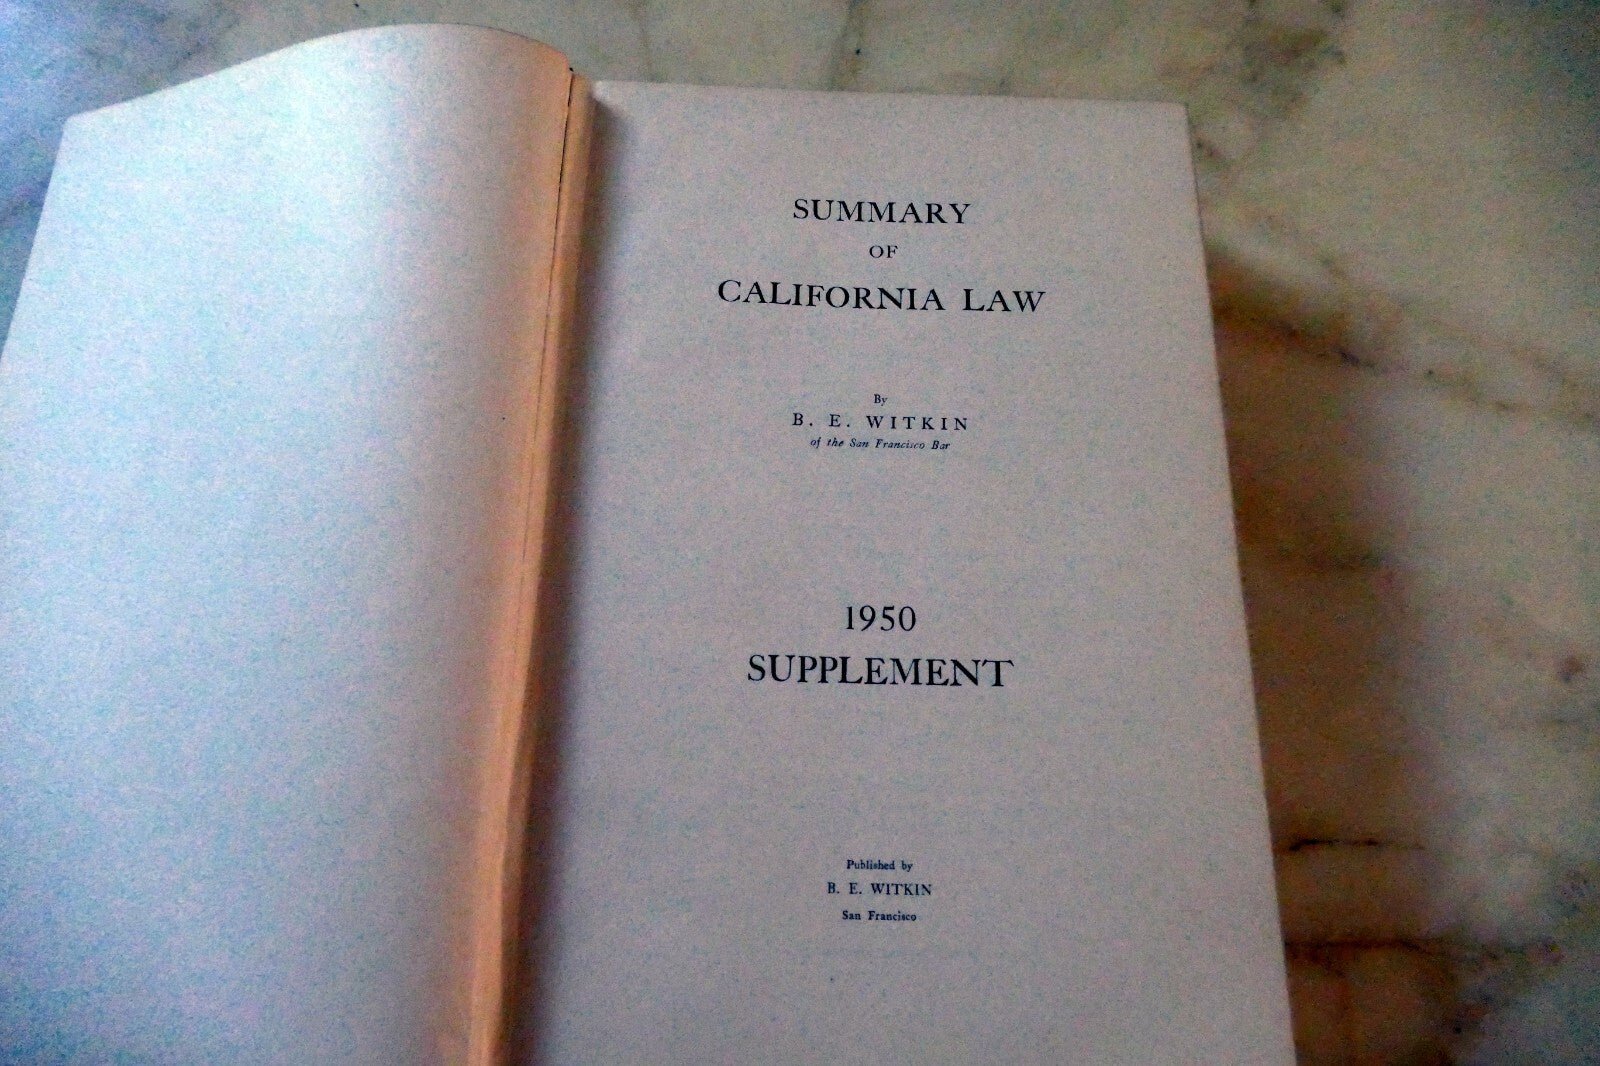 SUMMARY
OF
CALIFORNIA LAW
By
B. E. WITKIN
of the San Francisco Bar
1950
SUPPLEMENT
Published by
B. E. WITKIN
San Francisco